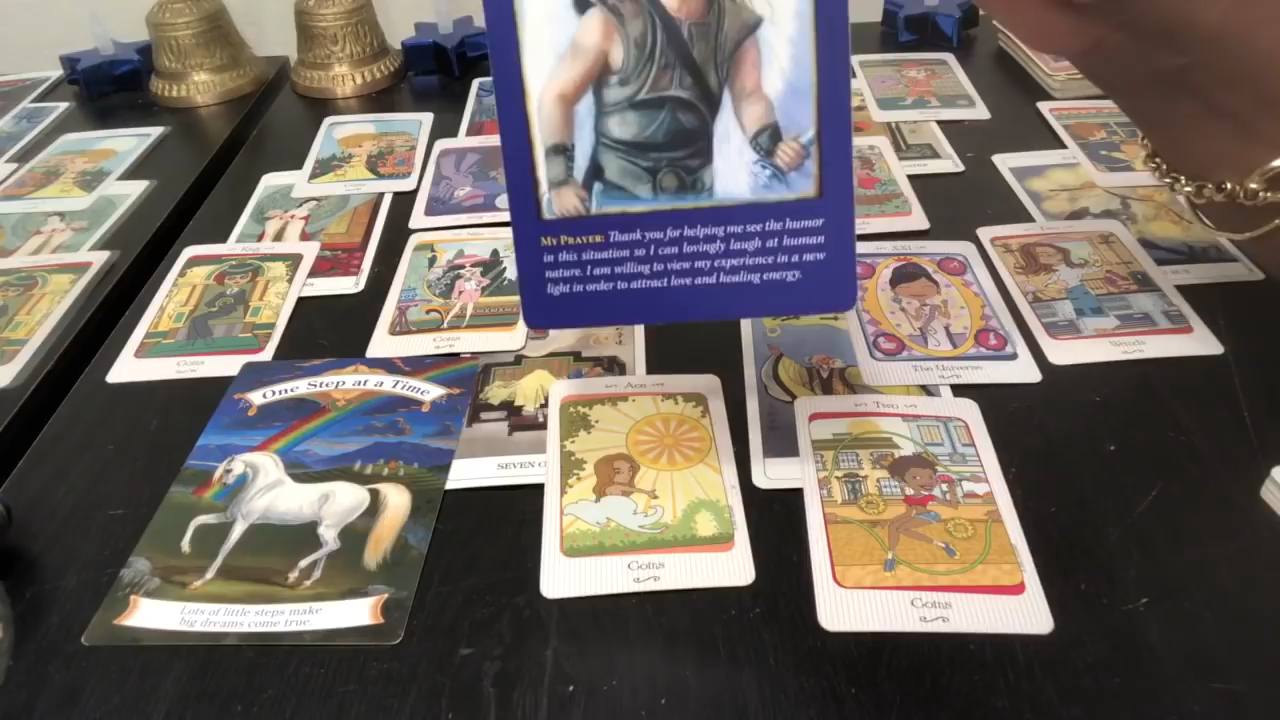 MY PRAYER: Thank you for helping me see the humor
in this situation so I can lovingly laugh at human
nature. I am willing to view my experience in a new
light in order to attract love and healing energy.
King
Coins
Coins
XXI
The Universe
One Step at a Time
Lots of little steps make
big dreams come true.
SEVEN O
Ace
Coins
Two
Coins